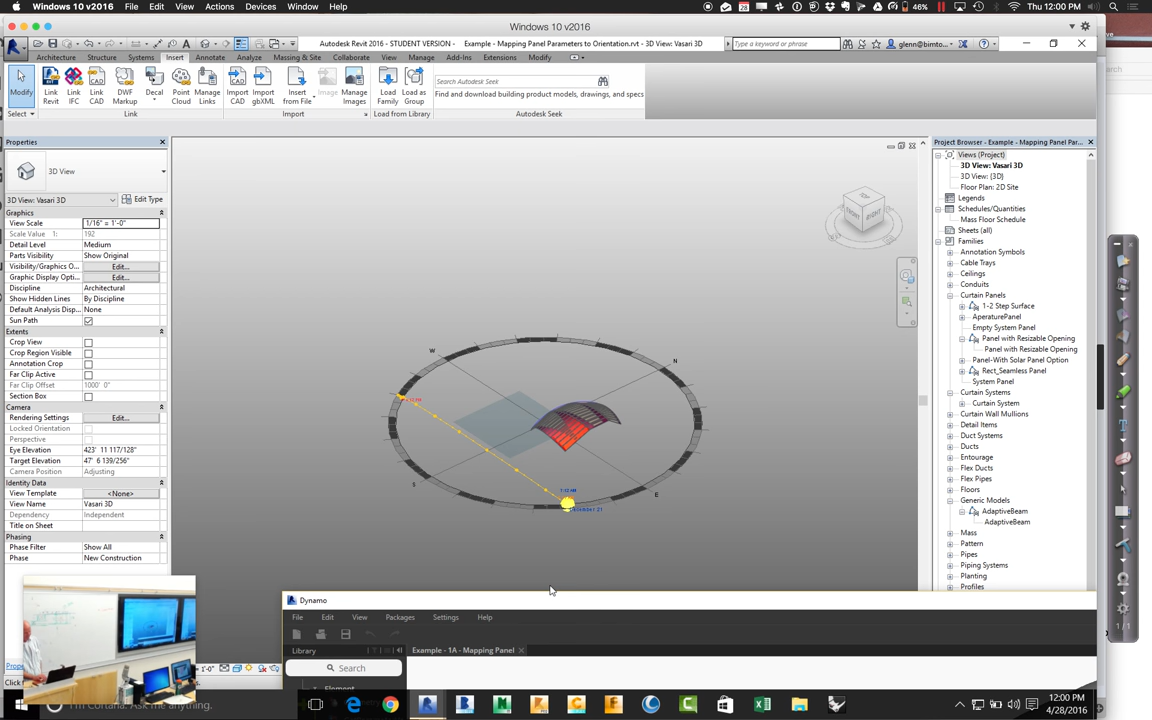 Windows 10 v2016 File Edit View Actions Devices Window Help 28 8 46% Thu 12:00 PM
Windows 10 v2016
Autodesk Revit 2016 - STUDENT VERSION - Example - Mapping Panel Parameters to Orientation.rvt - 3D View: Vasari 3D Type a keyword or phrase glenn@bimto...
Architecture Structure Systems Insert Annotate Analyze Massing & Site Collaborate View Manage Add-Ins Extensions Modify
Modify Link Revit Link IFC Link CAD DWF Markup Decal Point Cloud Manage Links Import CAD Import gbXML Insert from File Image Manage Images Load Family Load as Group
Search Autodesk Seek
Find and download building product models, drawings, and specs
Select Link Import Load from Library Autodesk Seek
Properties
3D View
3D View: Vasari 3D Edit Type
Graphics
View Scale 1/16" = 1'-0"
Scale Value 1: 192
Detail Level Medium
Parts Visibility Show Original
Visibility/Graphics O... Edit...
Graphic Display Opti... Edit...
Discipline Architectural
Show Hidden Lines By Discipline
Default Analysis Disp... None
Sun Path
Extents
Crop View
Crop Region Visible
Annotation Crop
Far Clip Active
Far Clip Offset 1000' 0"
Section Box
Camera
Rendering Settings Edit...
Locked Orientation
Perspective
Eye Elevation 423' 11 117/128"
Target Elevation 47' 6 139/256"
Camera Position Adjusting
Identity Data
View Template <None>
View Name Vasari 3D
Dependency Independent
Title on Sheet
Phasing
Phase Filter Show All
Phase New Construction
FRONT RIGHT
W N
S E
Project Browser - Example - Mapping Panel Par...
Views (Project)
3D View: Vasari 3D
3D View: {3D}
Floor Plan: 2D Site
Legends
Schedules/Quantities
Mass Floor Schedule
Sheets (all)
Families
Annotation Symbols
Cable Trays
Ceilings
Conduits
Curtain Panels
1-2 Step Surface
AperaturePanel
Empty System Panel
Panel with Resizable Opening
Panel with Resizable Opening
Panel-With Solar Panel Option
Rect_Seamless Panel
System Panel
Curtain Systems
Curtain System
Curtain Wall Mullions
Detail Items
Duct Systems
Ducts
Entourage
Flex Ducts
Flex Pipes
Floors
Generic Models
AdaptiveBeam
AdaptiveBeam
Mass
Pattern
Pipes
Piping Systems
Planting
Profiles
1 / 1
Dynamo
File Edit View Packages Settings Help
Library Example - 1A - Mapping Panel
Search
Element
12:00 PM
4/28/2016